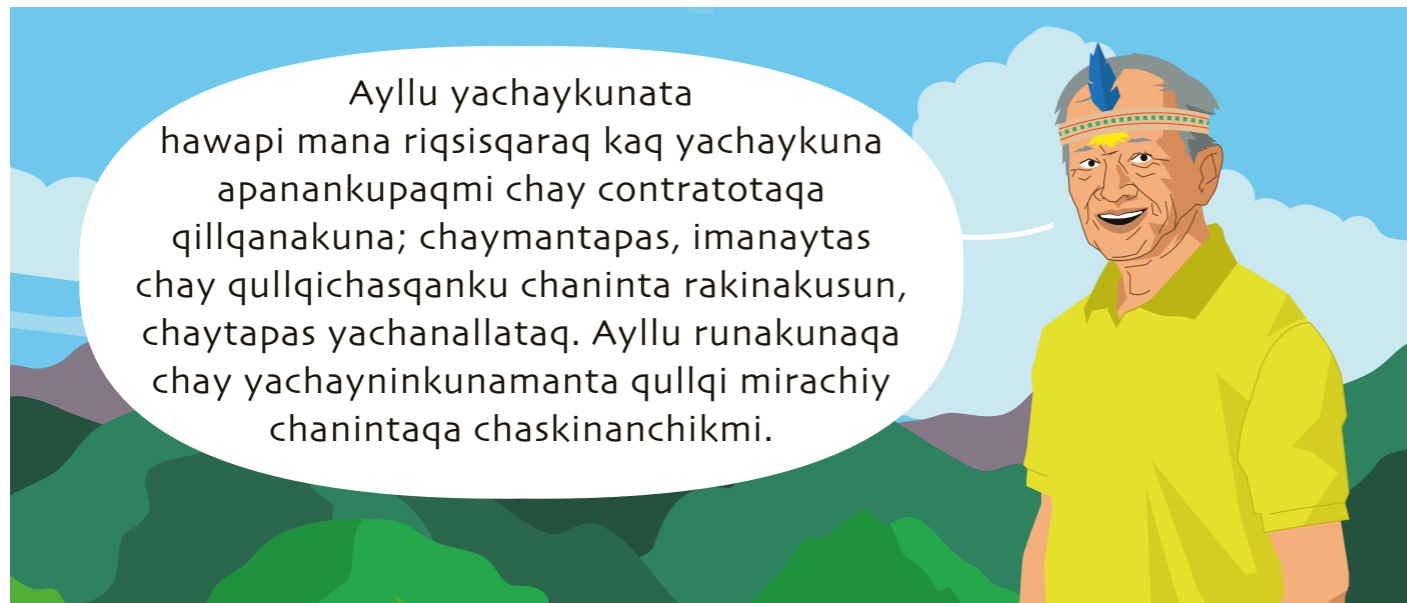 Ayllu yachaykunata
hawapi mana riqsisqaraq kaq yachaykuna
apanankupaqmi chay contratotaqa
qillqanakuna; chaymantapas, imanaytas
chay qullqichasqanku chaninta rakinakusun,
chaytapas yachanallataq. Ayllu runakunaqa
chay yachayninkunamanta qullqi mirachiy
chanintaqa chaskinanchikmi.